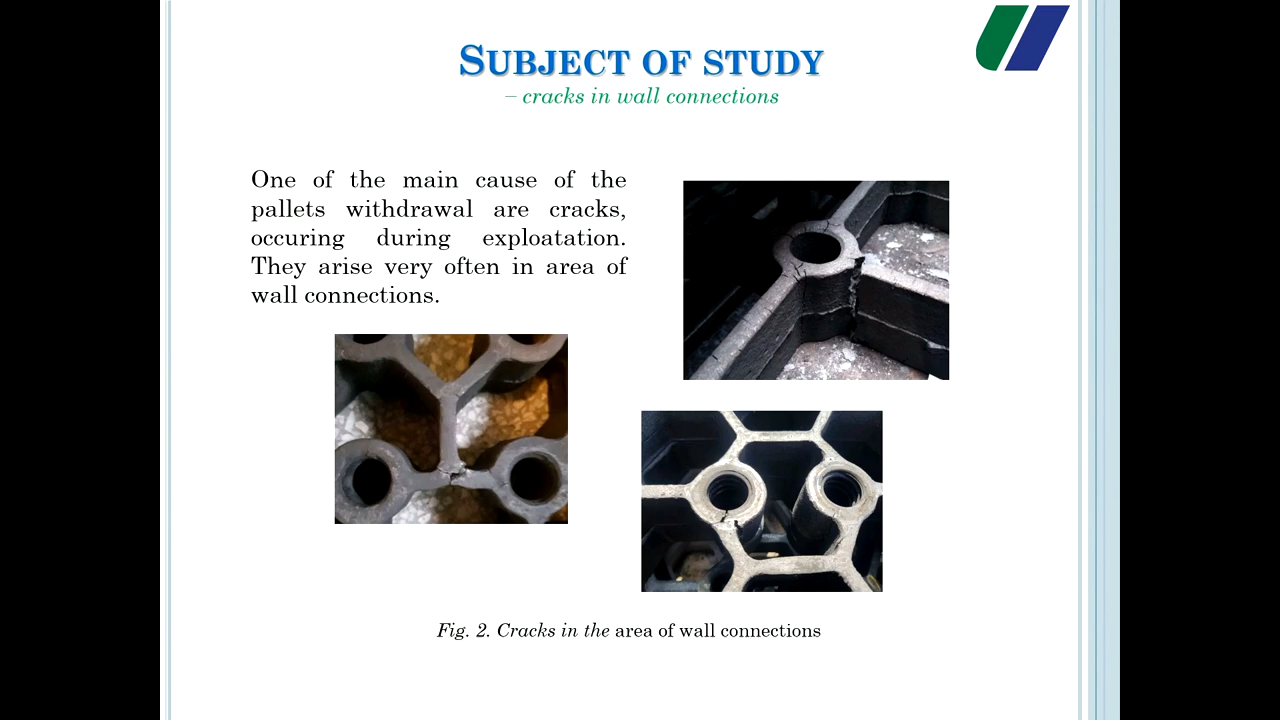 SUBJECT OF STUDY
– cracks in wall connections
One of the main cause of the
pallets withdrawal are cracks,
occuring during exploatation.
They arise very often in area of
wall connections.
Fig. 2. Cracks in the area of wall connections